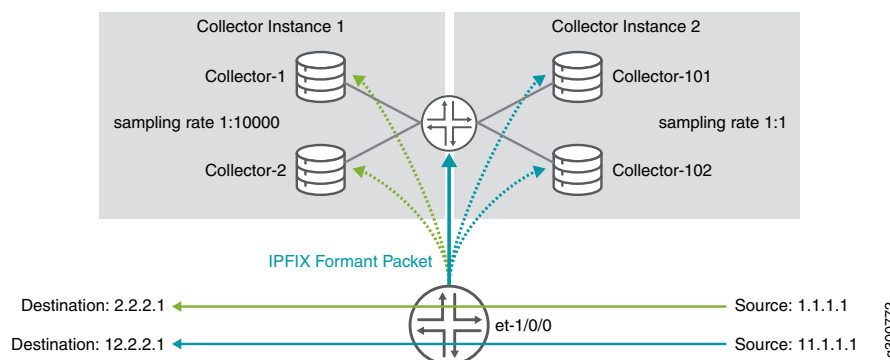 Collector Instance 1
Collector Instance 2
Collector-1
Collector-101
sampling rate 1:10000
sampling rate 1:1
Collector-2
Collector-102
IPFIX Formant Packet
Destination: 2.2.2.1
Source: 1.1.1.1
et-1/0/0
Destination: 12.2.2.1
Source: 11.1.1.1